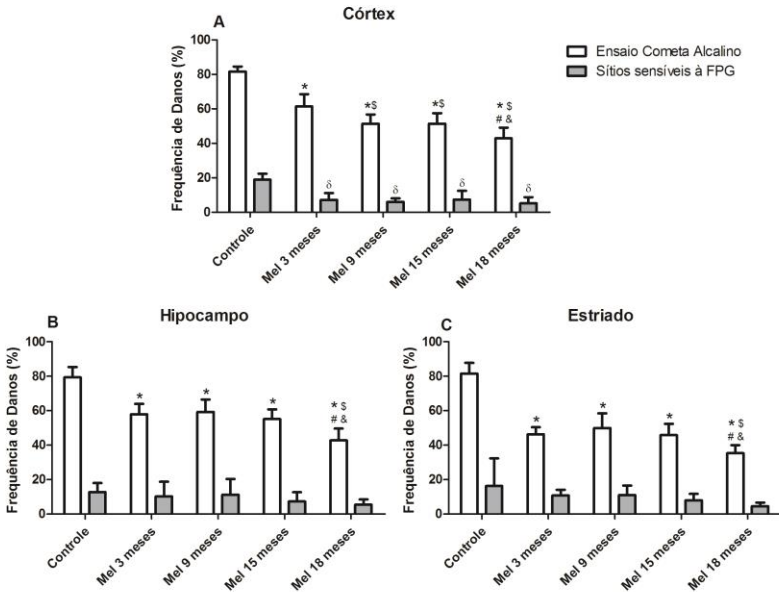 Córtex
A
Frequência de Danos (%)
100
80
60
40
20
0
*
*$
*$
* $
# &
δ
δ
δ
δ
Controle
Mel 3 meses
Mel 9 meses
Mel 15 meses
Mel 18 meses
Ensaio Cometa Alcalino
Sítios sensíveis à FPG
B
Hipocampo
Frequência de Danos (%)
100
80
60
40
20
0
*
*
*
* $
# &
Controle
Mel 3 meses
Mel 9 meses
Mel 15 meses
Mel 18 meses
C
Estriado
Frequência de Danos (%)
100
80
60
40
20
0
*
*
*
* $
# &
Controle
Mel 3 meses
Mel 9 meses
Mel 15 meses
Mel 18 meses